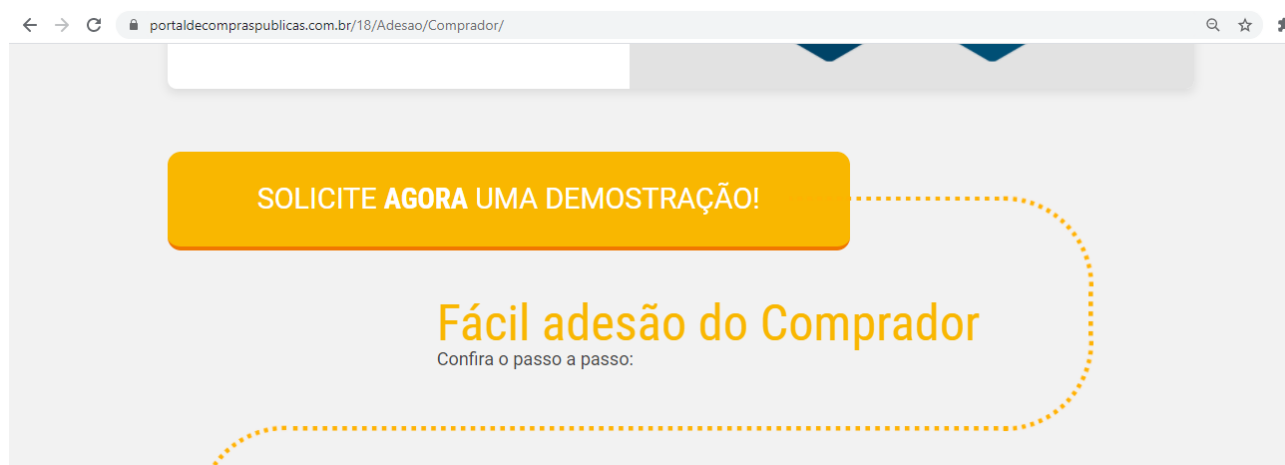 portaldecompraspublicas.com.br/18/Adesao/Comprador/
SOLICITE AGORA UMA DEMOSTRAÇÃO!
Fácil adesão do Comprador
Confira o passo a passo: